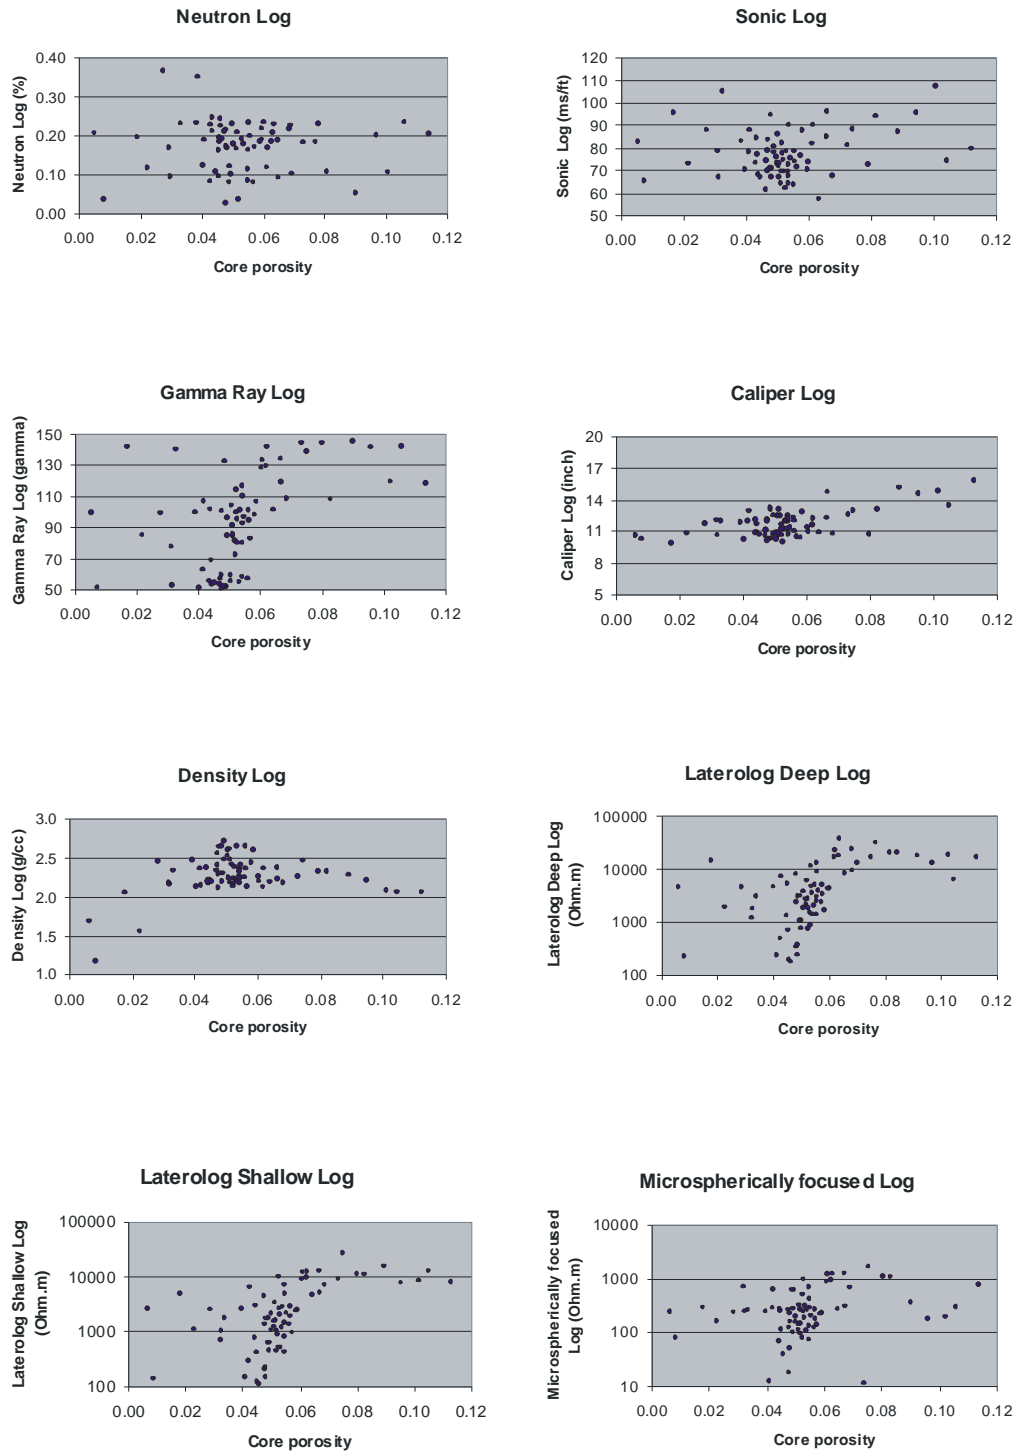 Neutron Log
0.40
0.30
0.20
0.10
0.00
Neutron Log (%)
0.00 0.02 0.04 0.06 0.08 0.10 0.12
Core porosity
Sonic Log
120
110
100
90
80
70
60
50
Sonic Log (ms/ft)
0.00 0.02 0.04 0.06 0.08 0.10 0.12
Core porosity
Gamma Ray Log
150
130
110
90
70
50
Gamma Ray Log (gamma)
0.00 0.02 0.04 0.06 0.08 0.10 0.12
Core porosity
Caliper Log
20
17
14
11
8
5
Caliper Log (inch)
0.00 0.02 0.04 0.06 0.08 0.10 0.12
Core porosity
Density Log
3.0
2.5
2.0
1.5
1.0
Density Log (g/cc)
0.00 0.02 0.04 0.06 0.08 0.10 0.12
Core porosity
Laterolog Deep Log
100000
10000
1000
100
Laterolog Deep Log
(Ohm.m)
0.00 0.02 0.04 0.06 0.08 0.10 0.12
Core porosity
Laterolog Shallow Log
100000
10000
1000
100
Laterolog Shallow Log
(Ohm.m)
0.00 0.02 0.04 0.06 0.08 0.10 0.12
Core porosity
Microspherically focused Log
10000
1000
100
10
Microspherically focused
Log (Ohm.m)
0.00 0.02 0.04 0.06 0.08 0.10 0.12
Core porosity